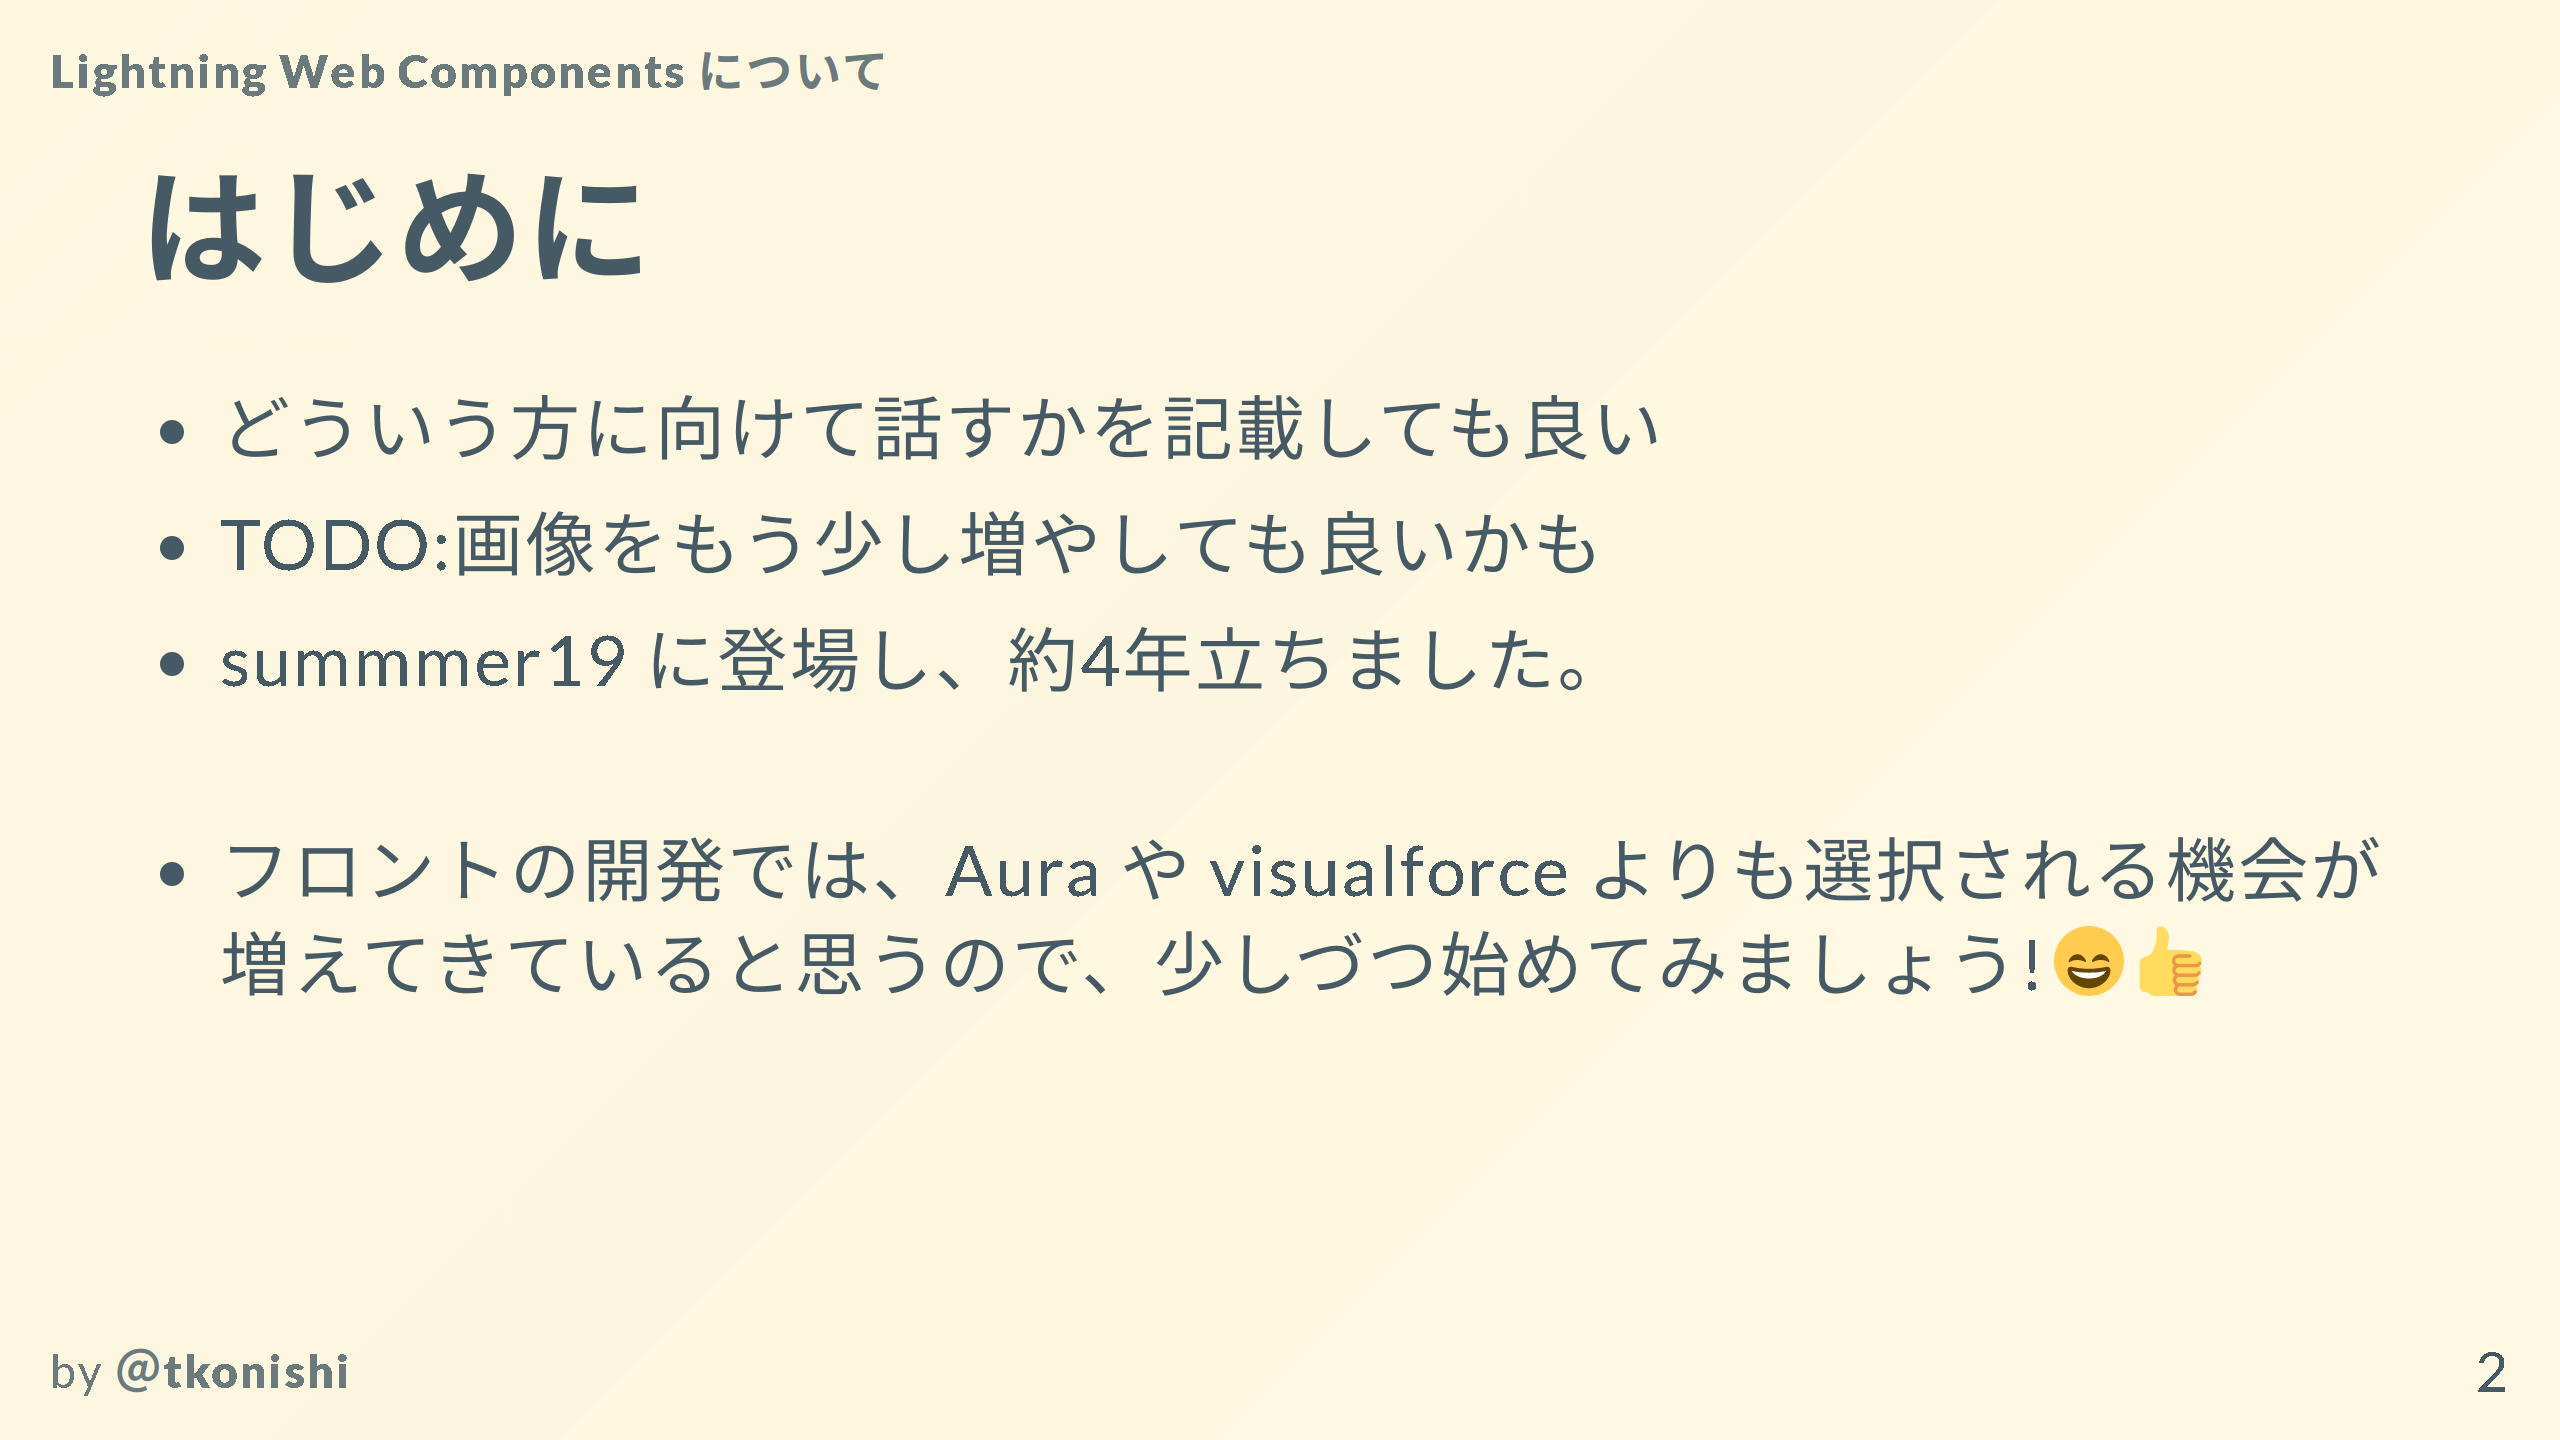 Lightning Web Components について
はじめに
• どういう方に向けて話すかを記載しても良い
• TODO:画像をもう少し増やしても良いかも
• summmer19 に登場し、約4年立ちました。
• フロントの開発では、Aura や visualforce よりも選択される機会が
増えてきていると思うので、少しづつ始めてみましょう!😄👍
by @tkonishi
2